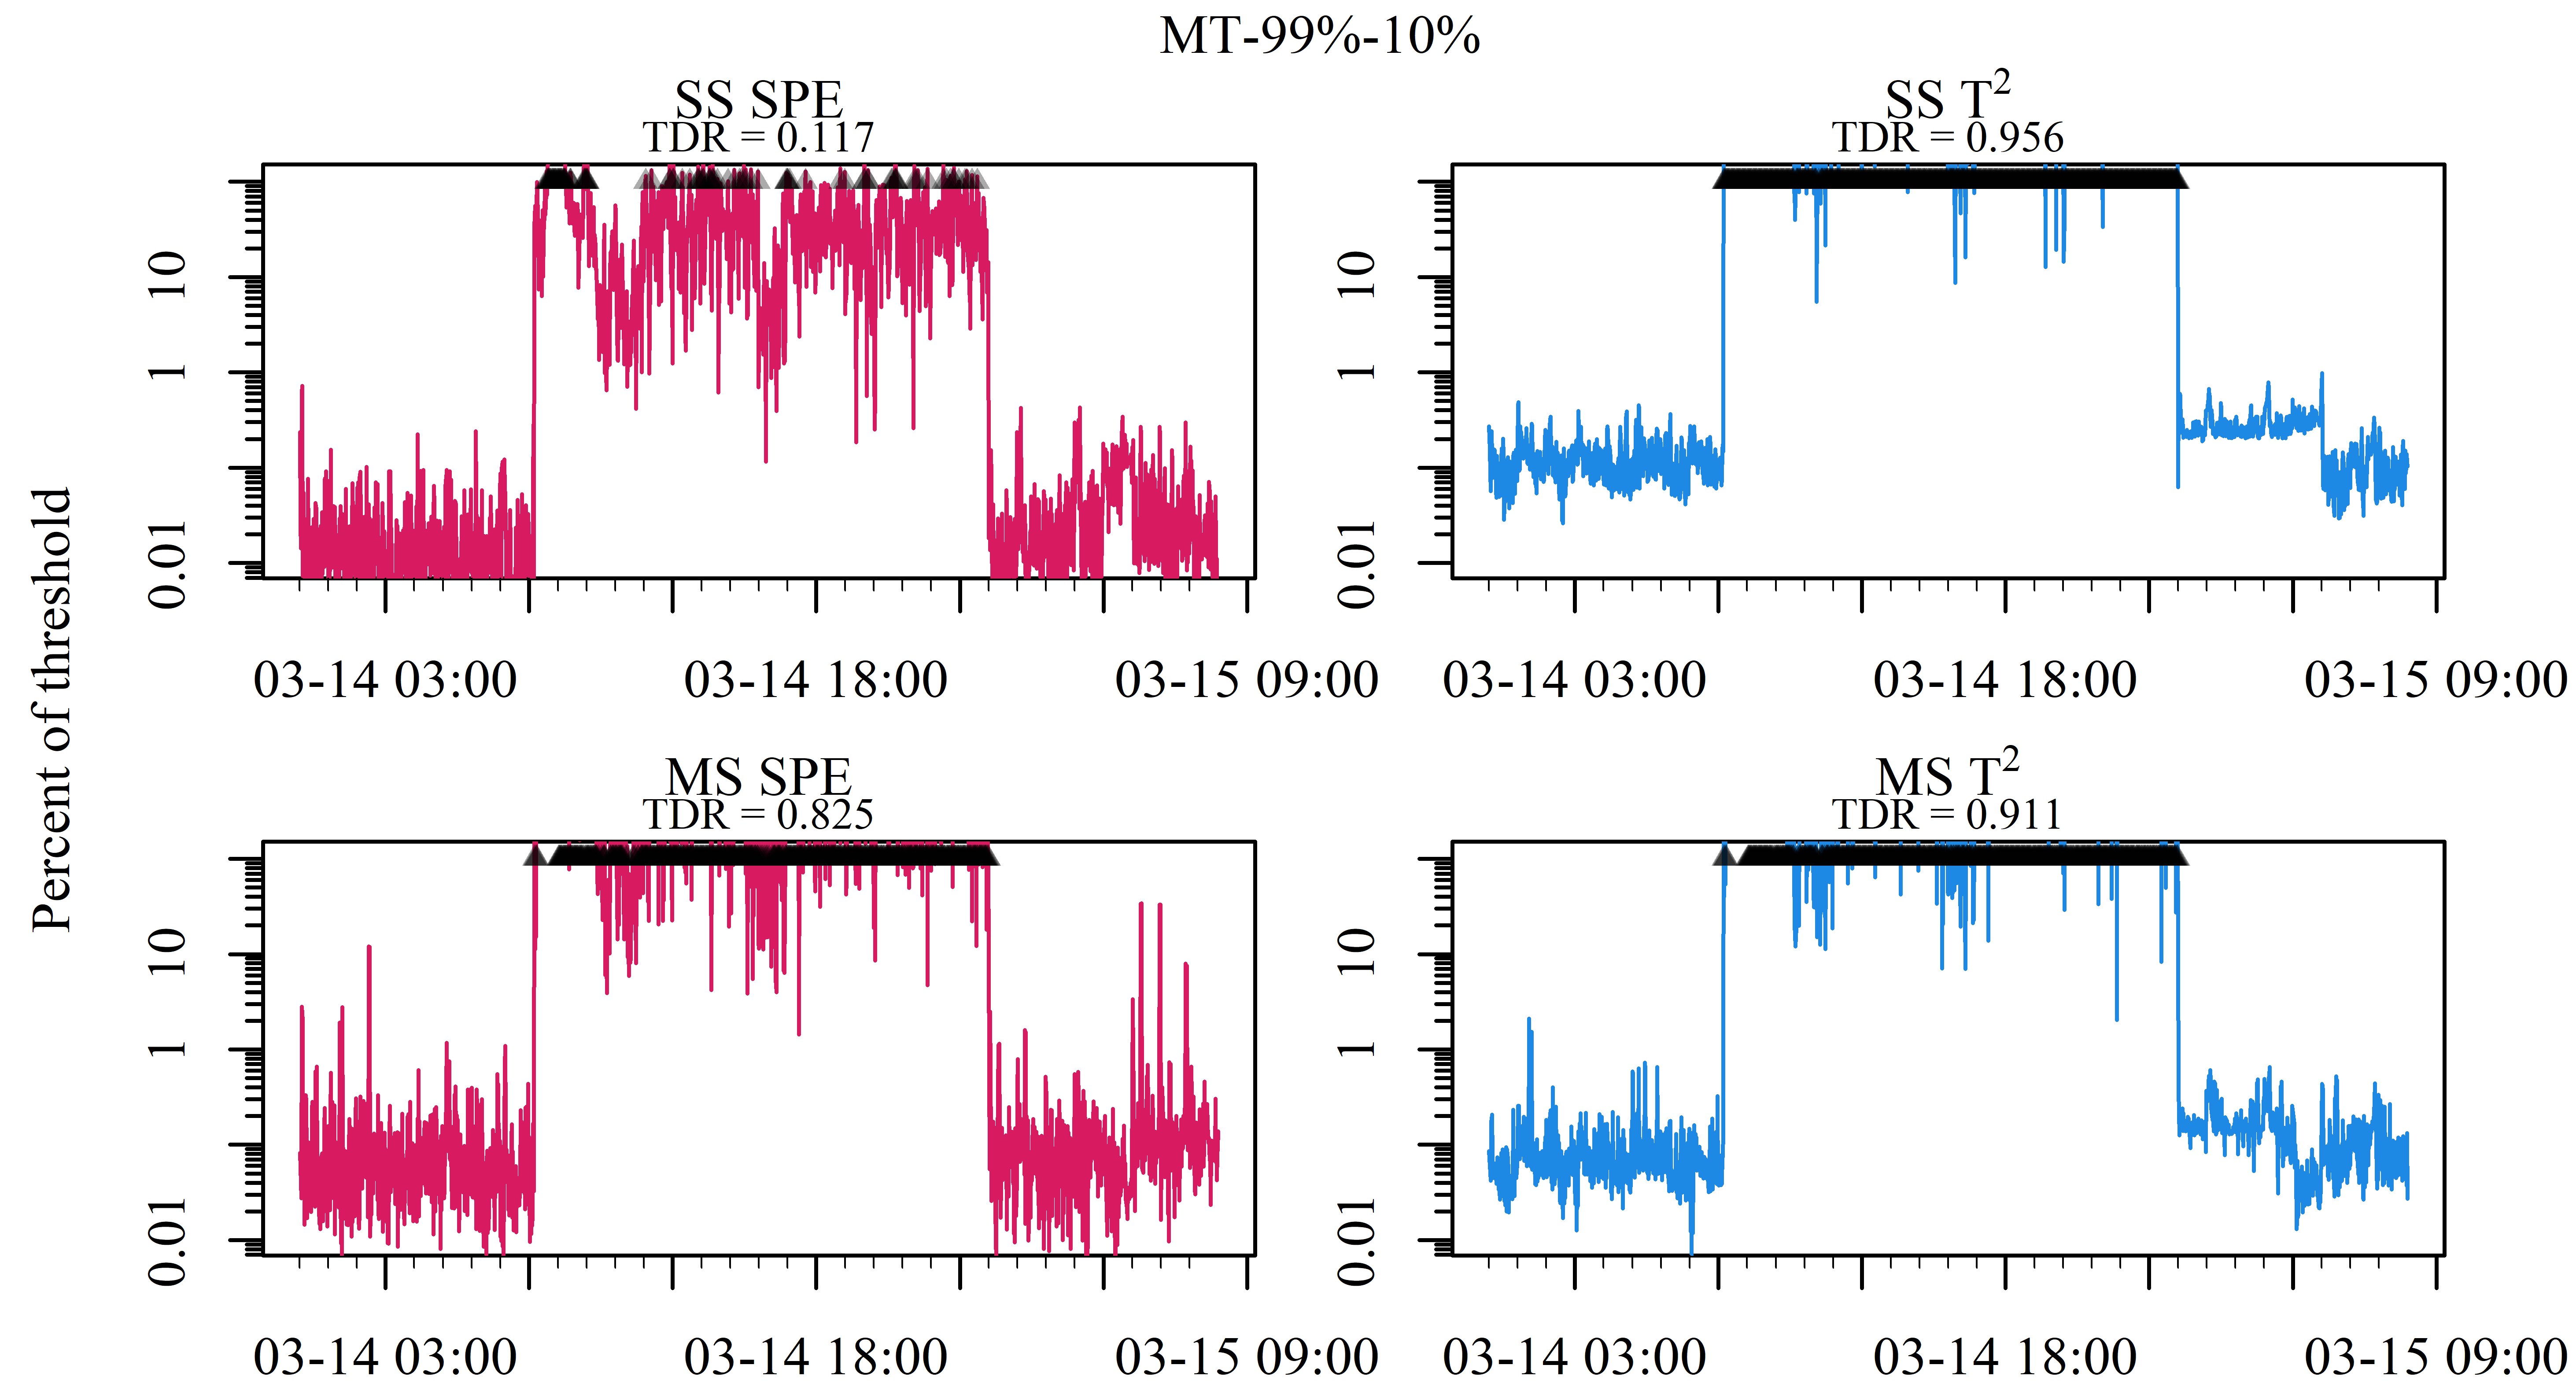 MT-99%-10%
SS SPE
TDR = 0.117
10
1
0.01
03-14 03:00 03-14 18:00 03-15 09:00
SS T²
TDR = 0.956
10
1
0.01
03-14 03:00 03-14 18:00 03-15 09:00
Percent of threshold
MS SPE
TDR = 0.825
10
1
0.01
03-14 03:00 03-14 18:00 03-15 09:00
MS T²
TDR = 0.911
10
1
0.01
03-14 03:00 03-14 18:00 03-15 09:00